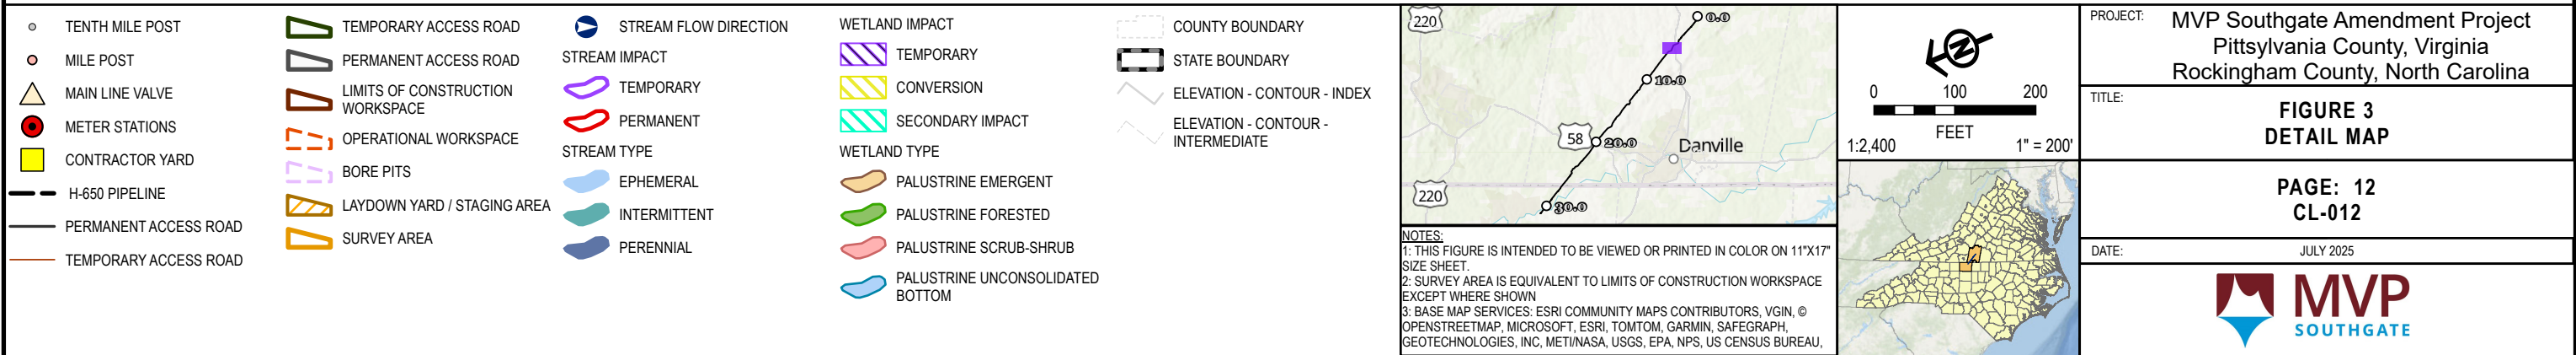 TENTH MILE POST
MILE POST
MAIN LINE VALVE
METER STATIONS
CONTRACTOR YARD
H-650 PIPELINE
PERMANENT ACCESS ROAD
TEMPORARY ACCESS ROAD
TEMPORARY ACCESS ROAD
PERMANENT ACCESS ROAD
LIMITS OF CONSTRUCTION
WORKSPACE
OPERATIONAL WORKSPACE
BORE PITS
LAYDOWN YARD / STAGING AREA
SURVEY AREA
STREAM FLOW DIRECTION
STREAM IMPACT
TEMPORARY
PERMANENT
STREAM TYPE
EPHEMERAL
INTERMITTENT
PERENNIAL
WETLAND IMPACT
TEMPORARY
CONVERSION
SECONDARY IMPACT
WETLAND TYPE
PALUSTRINE EMERGENT
PALUSTRINE FORESTED
PALUSTRINE SCRUB-SHRUB
PALUSTRINE UNCONSOLIDATED
BOTTOM
COUNTY BOUNDARY
STATE BOUNDARY
ELEVATION - CONTOUR - INDEX
ELEVATION - CONTOUR -
INTERMEDIATE
220
0.0
10.0
58
20.0
Danville
220
30.0
NOTES:
1: THIS FIGURE IS INTENDED TO BE VIEWED OR PRINTED IN COLOR ON 11"X17"
SIZE SHEET.
2: SURVEY AREA IS EQUIVALENT TO LIMITS OF CONSTRUCTION WORKSPACE
EXCEPT WHERE SHOWN
3: BASE MAP SERVICES: ESRI COMMUNITY MAPS CONTRIBUTORS, VGIN, ©
OPENSTREETMAP, MICROSOFT, ESRI, TOMTOM, GARMIN, SAFEGRAPH,
GEOTECHNOLOGIES, INC, METI/NASA, USGS, EPA, NPS, US CENSUS BUREAU,
N
0 100 200
FEET
1:2,400 1" = 200'
PROJECT: MVP Southgate Amendment Project
Pittsylvania County, Virginia
Rockingham County, North Carolina
TITLE: FIGURE 3
DETAIL MAP
PAGE: 12
CL-012
DATE: JULY 2025
MVP
SOUTHGATE